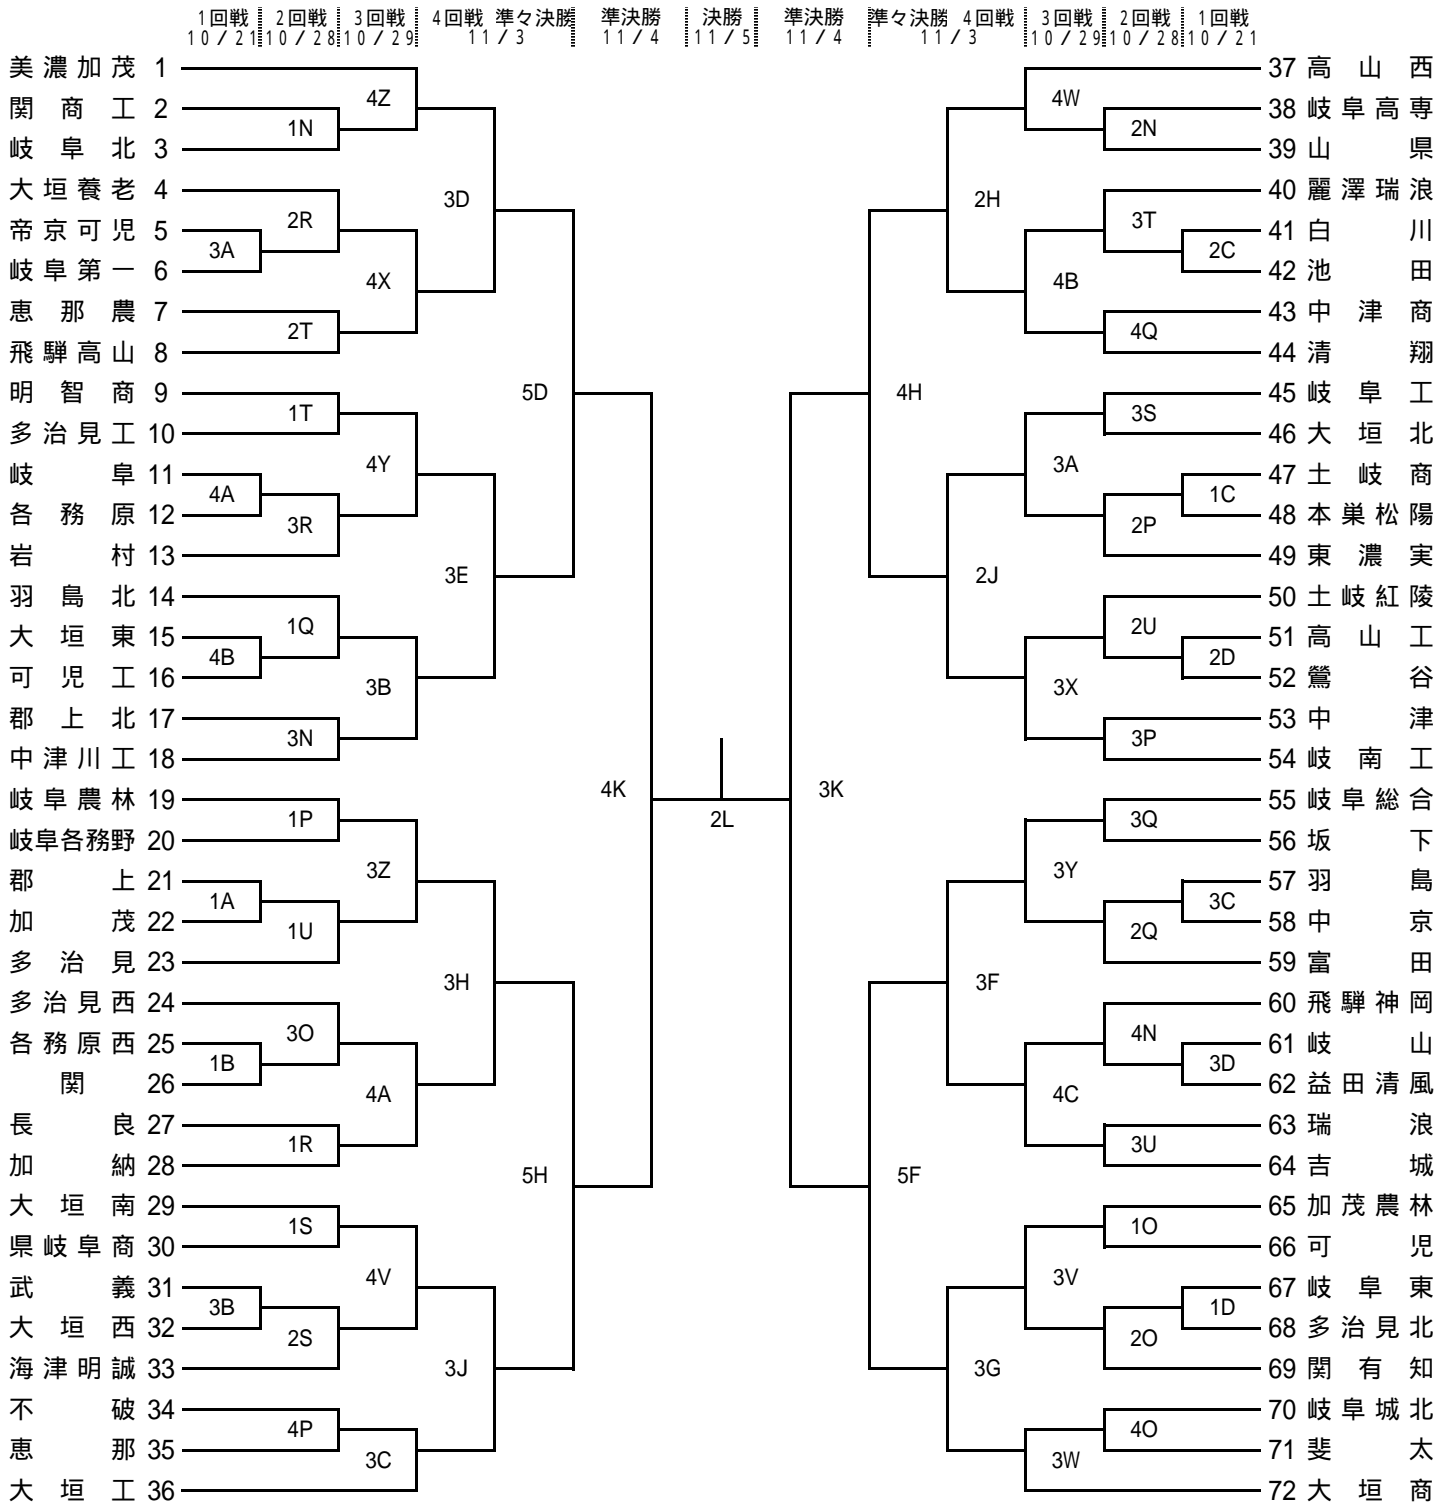 1回戦 2回戦 3回戦 4回戦 準々決勝 準決勝 決勝 準決勝 準々決勝 4回戦 3回戦 2回戦 1回戦
10/21 10/28 10/29 11/3 11/4 11/5 11/4 11/3 10/29 10/28 10/21
美濃加茂 1
関商工 2
岐阜北 3
大垣養老 4
帝京可児 5
岐阜第一 6
恵那農 7
飛騨高山 8
明智商 9
多治見工 10
岐阜 11
各務原 12
岩村 13
羽島北 14
大垣東 15
可児工 16
郡上北 17
中津川工 18
岐阜農林 19
岐阜各務野 20
郡上 21
加茂 22
多治見 23
多治見西 24
各務原西 25
関 26
長良 27
加納 28
大垣南 29
県岐阜商 30
武義 31
大垣西 32
海津明誠 33
不破 34
恵那 35
大垣工 36
3A
4A
4B
1A
1B
3B
1N
2R
2T
1T
3R
1Q
3N
1P
1U
3O
1R
1S
2S
4P
4Z
4X
4Y
3B
3Z
4A
4V
3C
3D
3E
3H
3J
5D
5H
4K
2L
3K
4H
5F
2H
2J
3F
3G
4W
4B
3A
3X
3Y
4C
3V
3W
2N
3T
4Q
3S
2P
2U
3P
3Q
2Q
4N
3U
1O
2O
4O
2C
1C
2D
3C
3D
1D
37 高山西
38 岐阜高専
39 山県
40 麗澤瑞浪
41 白川
42 池田
43 中津商
44 清翔
45 岐阜工
46 大垣北
47 土岐商
48 本巣松陽
49 東濃実
50 土岐紅陵
51 高山工
52 鶯谷
53 中津
54 岐南工
55 岐阜総合
56 坂下
57 羽島
58 中京
59 富田
60 飛騨神岡
61 岐山
62 益田清風
63 瑞浪
64 吉城
65 加茂農林
66 可児
67 岐阜東
68 多治見北
69 関有知
70 岐阜城北
71 斐太
72 大垣商